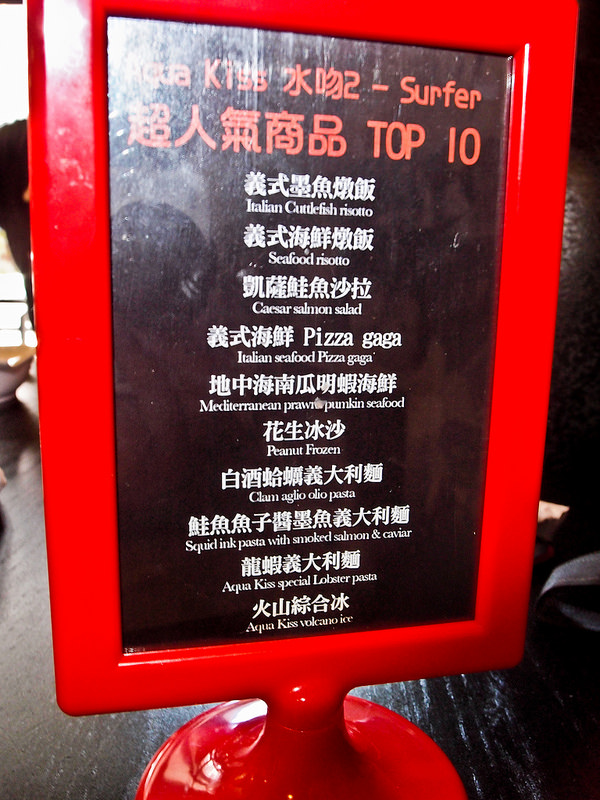 Aqua Kiss 水吻2 - Surfer
超人氣商品 TOP 10
義式墨魚燉飯
Italian Cuttlefish risotto
義式海鮮燉飯
Seafood risotto
凱薩鮭魚沙拉
Caesar salmon salad
義式海鮮 Pizza gaga
Italian seafood Pizza gaga
地中海南瓜明蝦海鮮
Mediterranean prawn pumkin seafood
花生冰沙
Peanut Frozen
白酒蛤蠣義大利麵
Clam aglio olio pasta
鮭魚魚子醬墨魚義大利麵
Squid ink pasta with smoked salmon & caviar
龍蝦義大利麵
Aqua Kiss special Lobster pasta
火山綜合冰
Aqua Kiss volcano ice